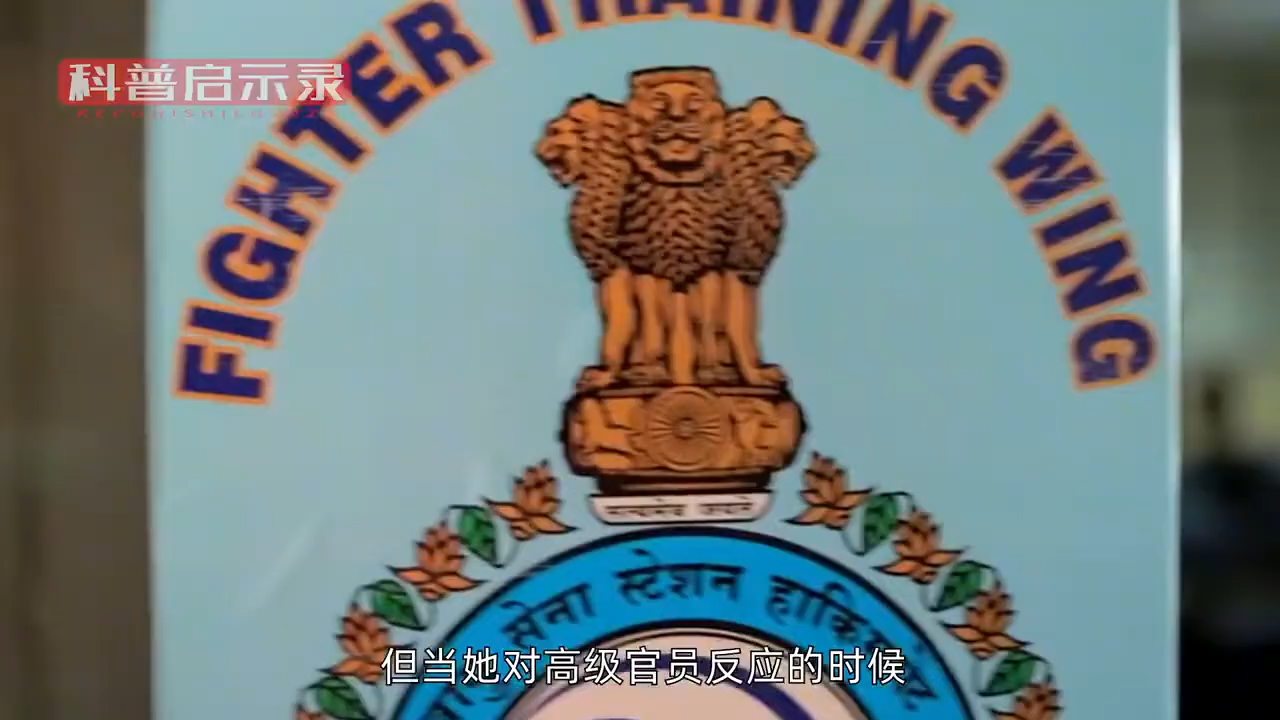 FIGHTER TRAINING WING
科普启示录
सत्यमेव जयते
सेना स्टेशन हाकिमपेट
但当她对高级官员反应的时候